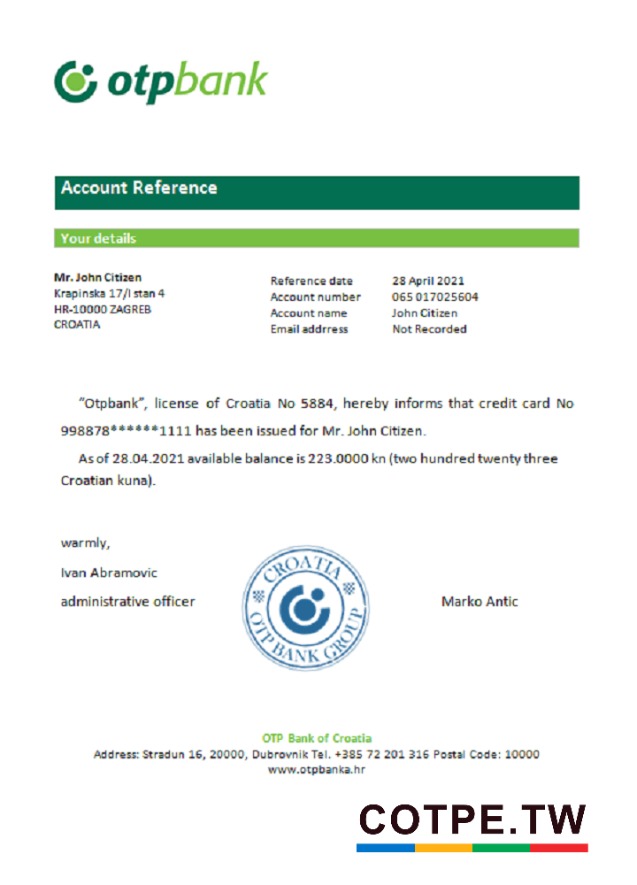 otpbank
Account Reference
Your details
Mr. John Citizen
Krapinska 17/I stan 4
HR-10000 ZAGREB
CROATIA
Reference date 28 April 2021
Account number 065 017025604
Account name John Citizen
Email addrress Not Recorded
“Otpbank”, license of Croatia No 5884, hereby informs that credit card No
998878******1111 has been issued for Mr. John Citizen.
As of 28.04.2021 available balance is 223.0000 kn (two hundred twenty three
Croatian kuna).
warmly,
Ivan Abramovic
administrative officer
CROATIA
OTP BANK GROUP
Marko Antic
OTP Bank of Croatia
Address: Stradun 16, 20000, Dubrovnik Tel. +385 72 201 316 Postal Code: 10000
www.otpbanka.hr
COTPE.TW